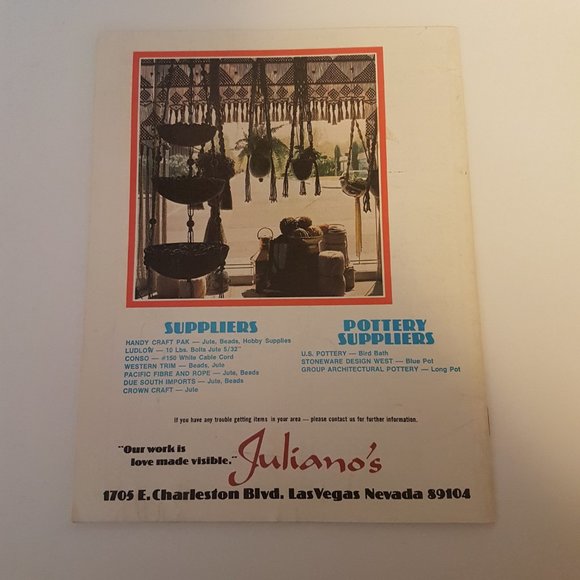 SUPPLIERS
HANDY CRAFT PAK — Jute, Beads, Hobby Supplies
LUDLOW — 10 Lbs. Bolts Jute 5/32"
CONSO — #150 White Cable Cord
WESTERN TRIM — Beads, Jute
PACIFIC FIBRE AND ROPE — Jute, Beads
DUE SOUTH IMPORTS — Jute, Beads
CROWN CRAFT — Jute
POTTERY
SUPPLIERS
U.S. POTTERY — Bird Bath
STONEWARE DESIGN WEST — Blue Pot
GROUP ARCHITECTURAL POTTERY — Long Pot
If you have any trouble getting items in your area — please contact us for further information.
"Our work is
love made visible."
Juliano's
1705 E. Charleston Blvd. Las Vegas Nevada 89104